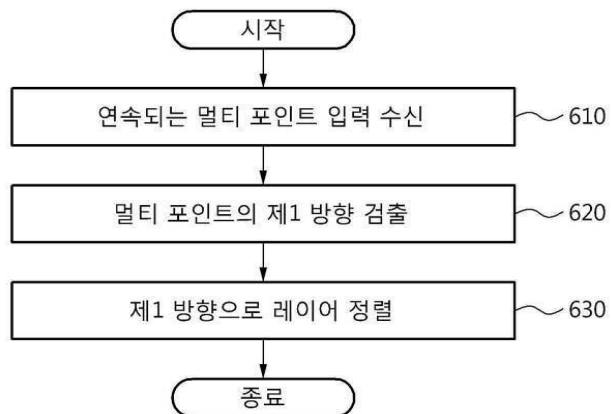 시작
연속되는 멀티 포인트 입력 수신
610
멀티 포인트의 제1 방향 검출
620
제1 방향으로 레이어 정렬
630
종료